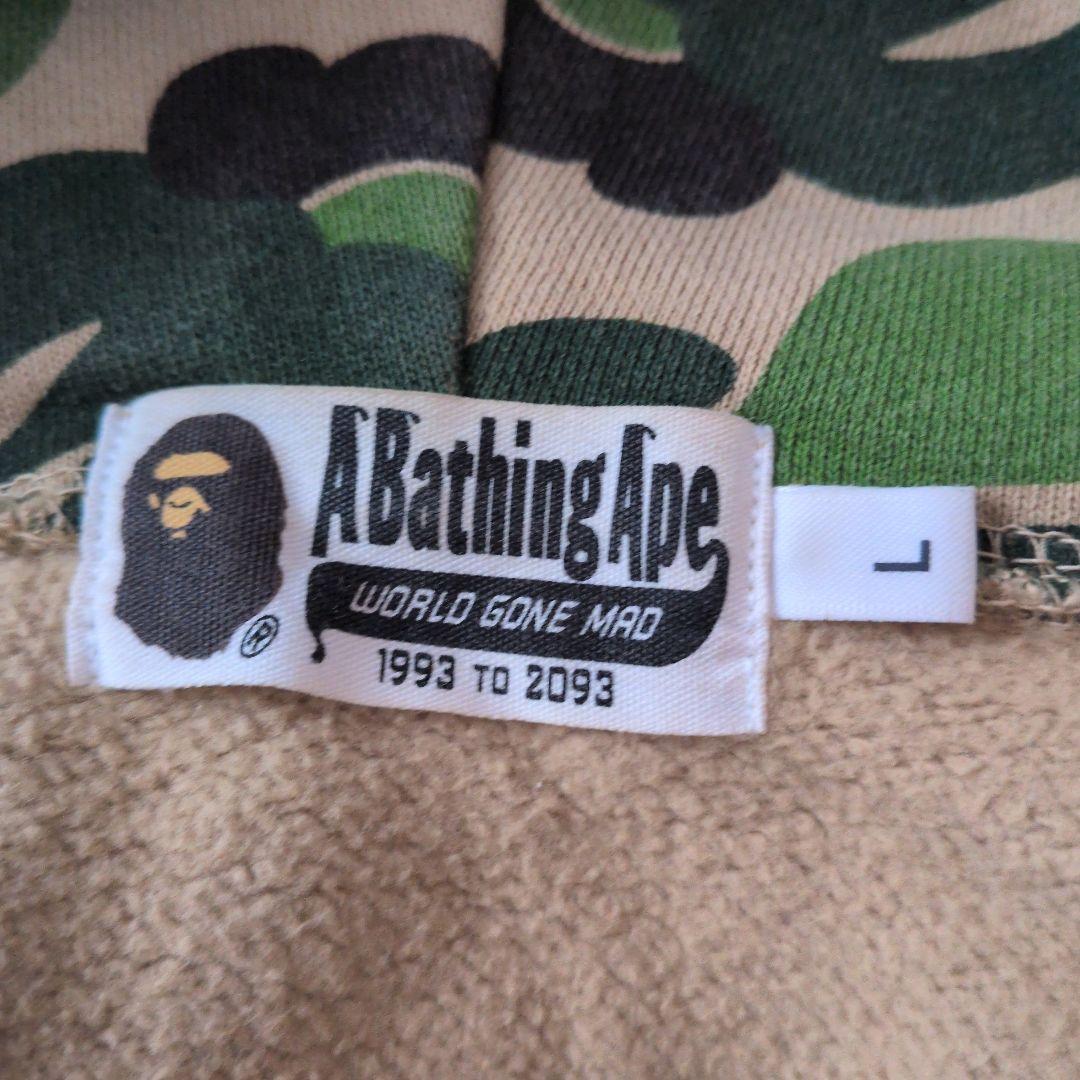 A Bathing Ape
WORLD GONE MAD
1993 TO 2093
®
L